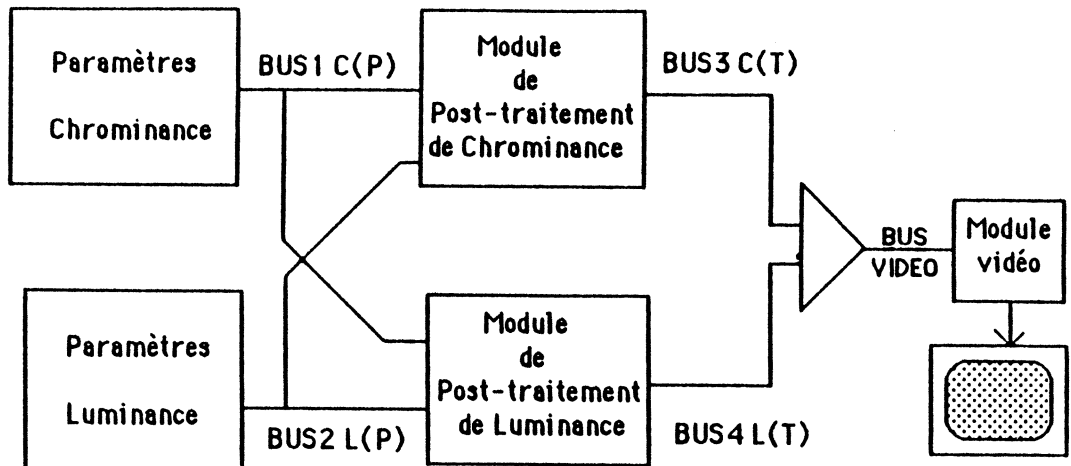 Paramètres
Chrominance
BUS1 C(P)
Module
de
Post-traitement
de Chrominance
BUS3 C(T)
BUS
VIDEO
Module
vidéo
Paramètres
Luminance
BUS2 L(P)
Module
de
Post-traitement
de Luminance
BUS4 L(T)